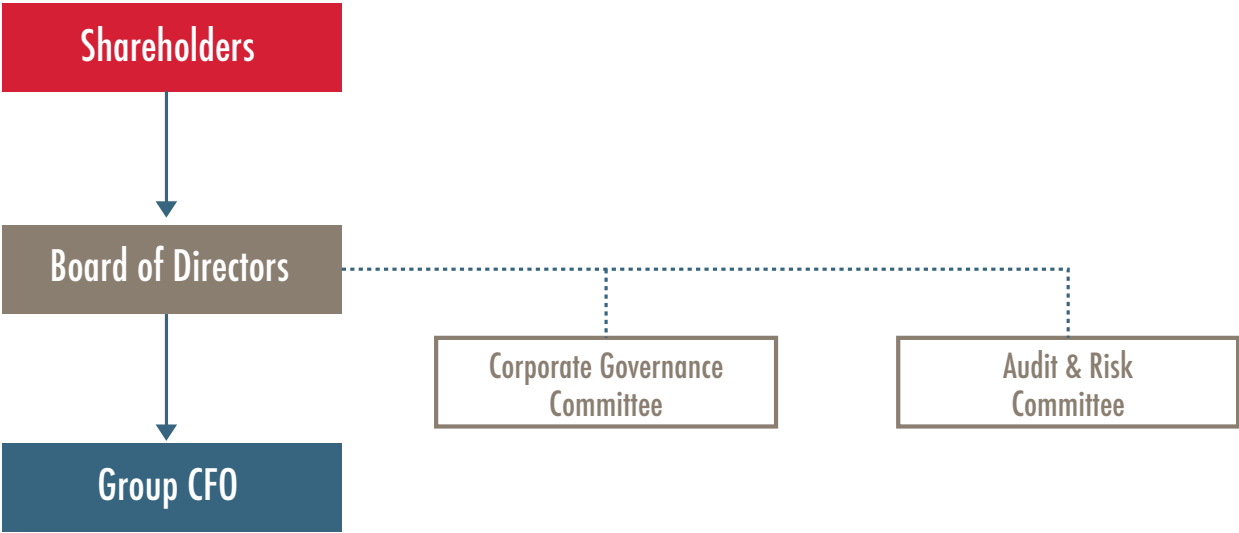 Shareholders
Board of Directors
Corporate Governance
Committee
Audit & Risk
Committee
Group CFO